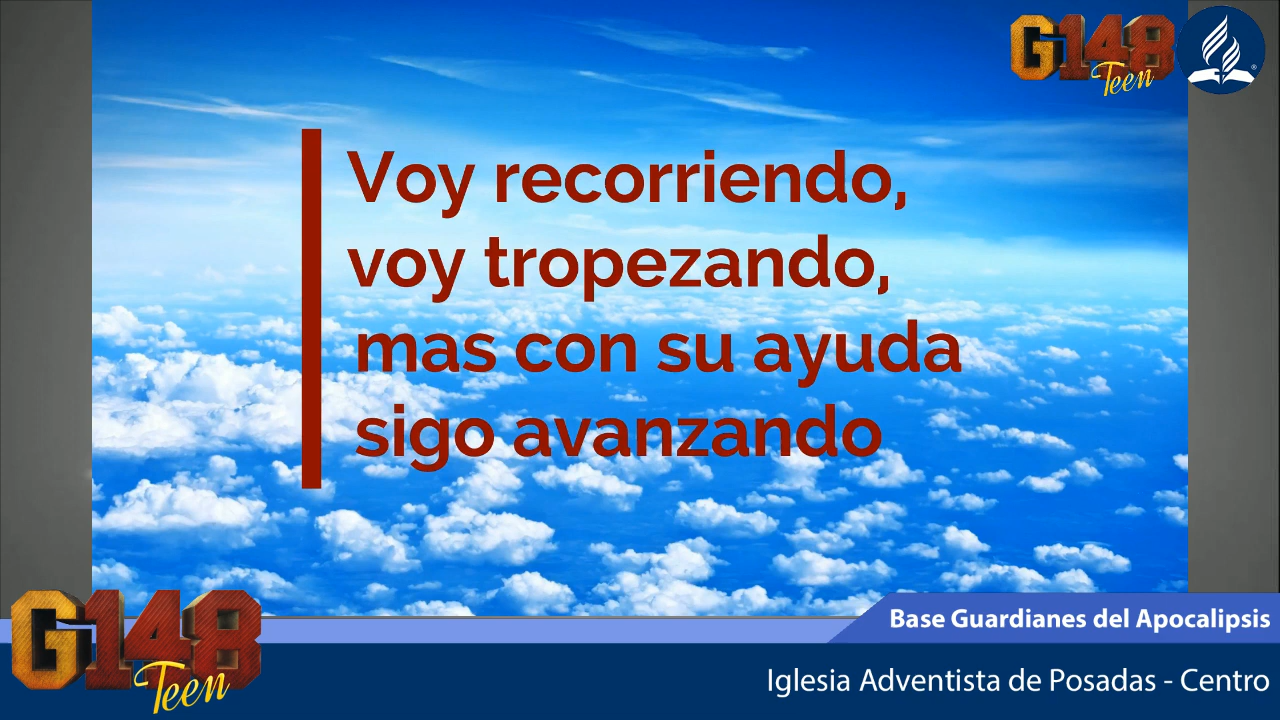 G148
Teen
Voy recorriendo,
voy tropezando,
mas con su ayuda
sigo avanzando
Base Guardianes del Apocalipsis
G148
Teen
Iglesia Adventista de Posadas - Centro